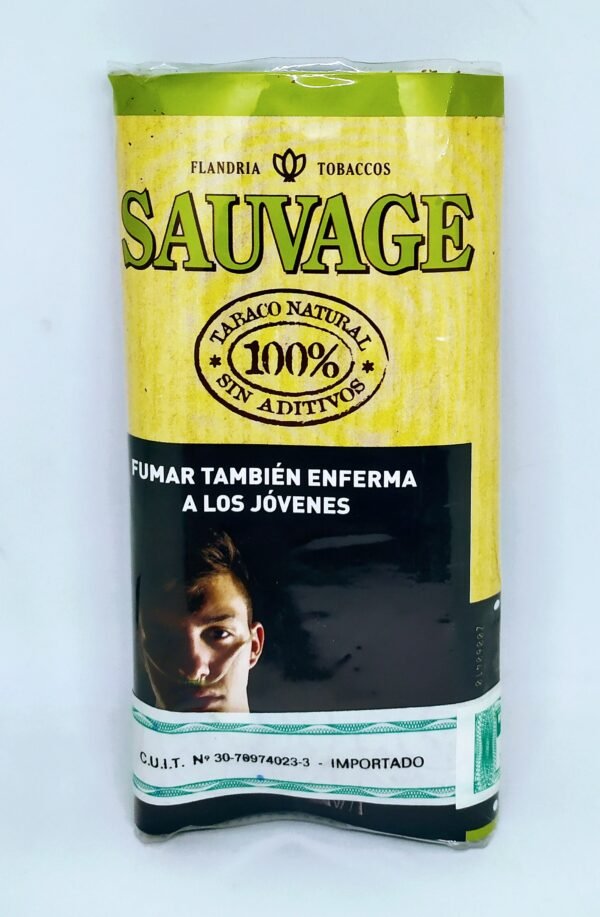 FLANDRIA TOBACCOS
SAUVAGE
TABACO NATURAL
100%
SIN ADITIVOS
FUMAR TAMBIÉN ENFERMA
A LOS JÓVENES
C.U.I.T. Nº 30-70974023-3 - IMPORTADO